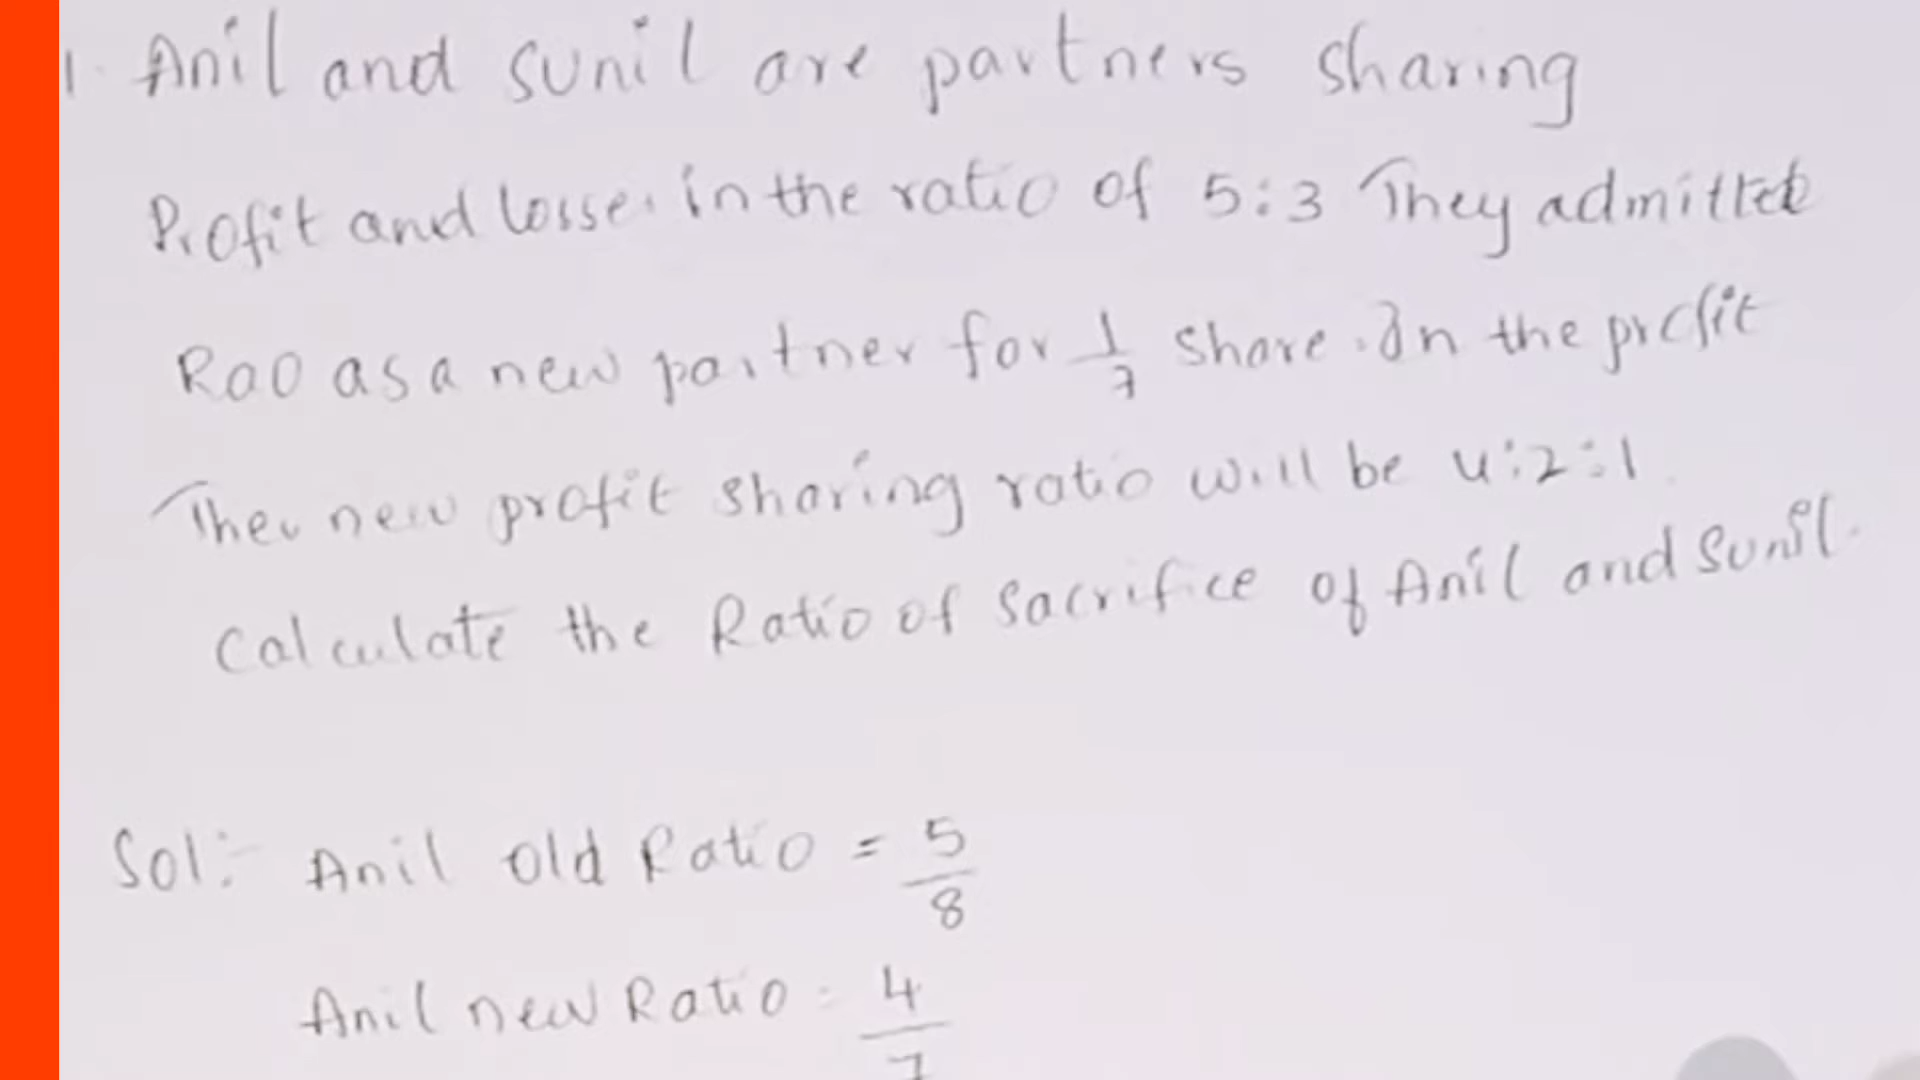 1. Anil and Sunil are partners sharing
Profit and losses in the ratio of 5:3 They admitted
Rao as a new partner for 1/7 share. In the profit
Their new profit sharing ratio will be 4:2:1.
Calculate the Ratio of Sacrifice of Anil and Sunil.
Sol:- Anil old Ratio = 5/8
Anil new Ratio = 4/7